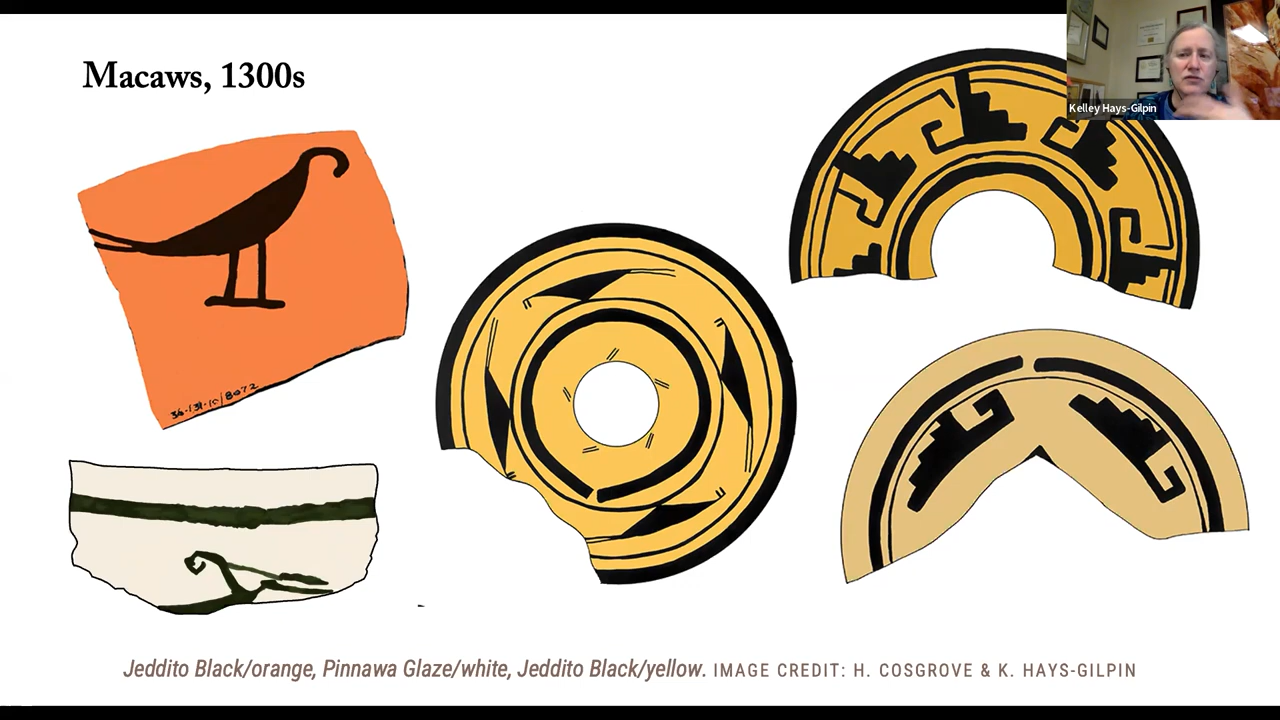 Macaws, 1300s
Kelley Hays-Gilpin
Jeddito Black/orange, Pinnawa Glaze/white, Jeddito Black/yellow. IMAGE CREDIT: H. COSGROVE & K. HAYS-GILPIN